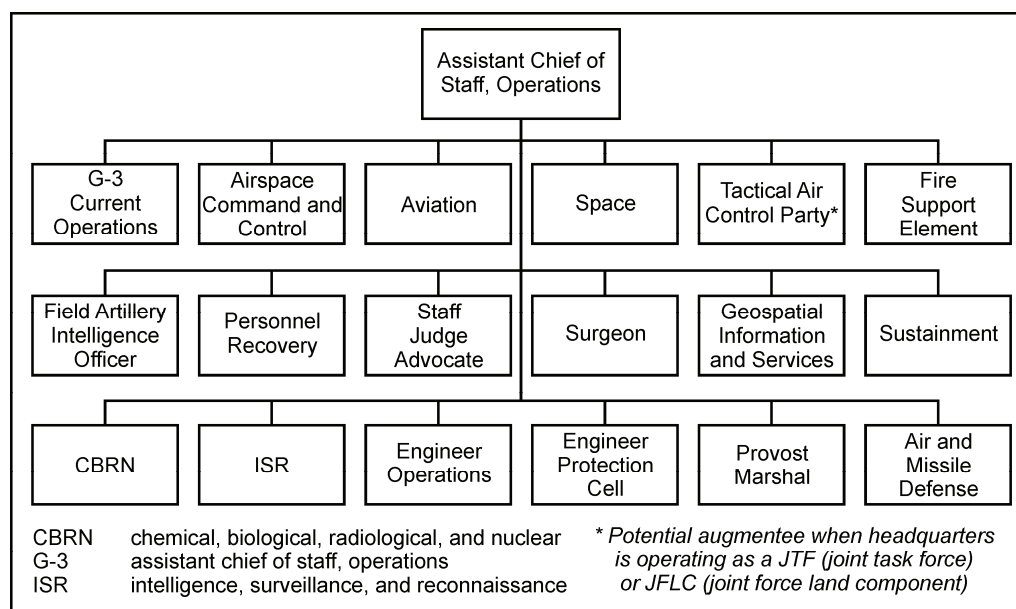 Assistant Chief of
Staff, Operations
G-3
Current
Operations
Airspace
Command and
Control
Aviation
Space
Tactical Air
Control Party*
Fire
Support
Element
Field Artillery
Intelligence
Officer
Personnel
Recovery
Staff
Judge
Advocate
Surgeon
Geospatial
Information
and Services
Sustainment
CBRN
ISR
Engineer
Operations
Engineer
Protection
Cell
Provost
Marshal
Air and
Missile
Defense
CBRN chemical, biological, radiological, and nuclear
G-3 assistant chief of staff, operations
ISR intelligence, surveillance, and reconnaissance
* Potential augmentee when headquarters
is operating as a JTF (joint task force)
or JFLC (joint force land component)